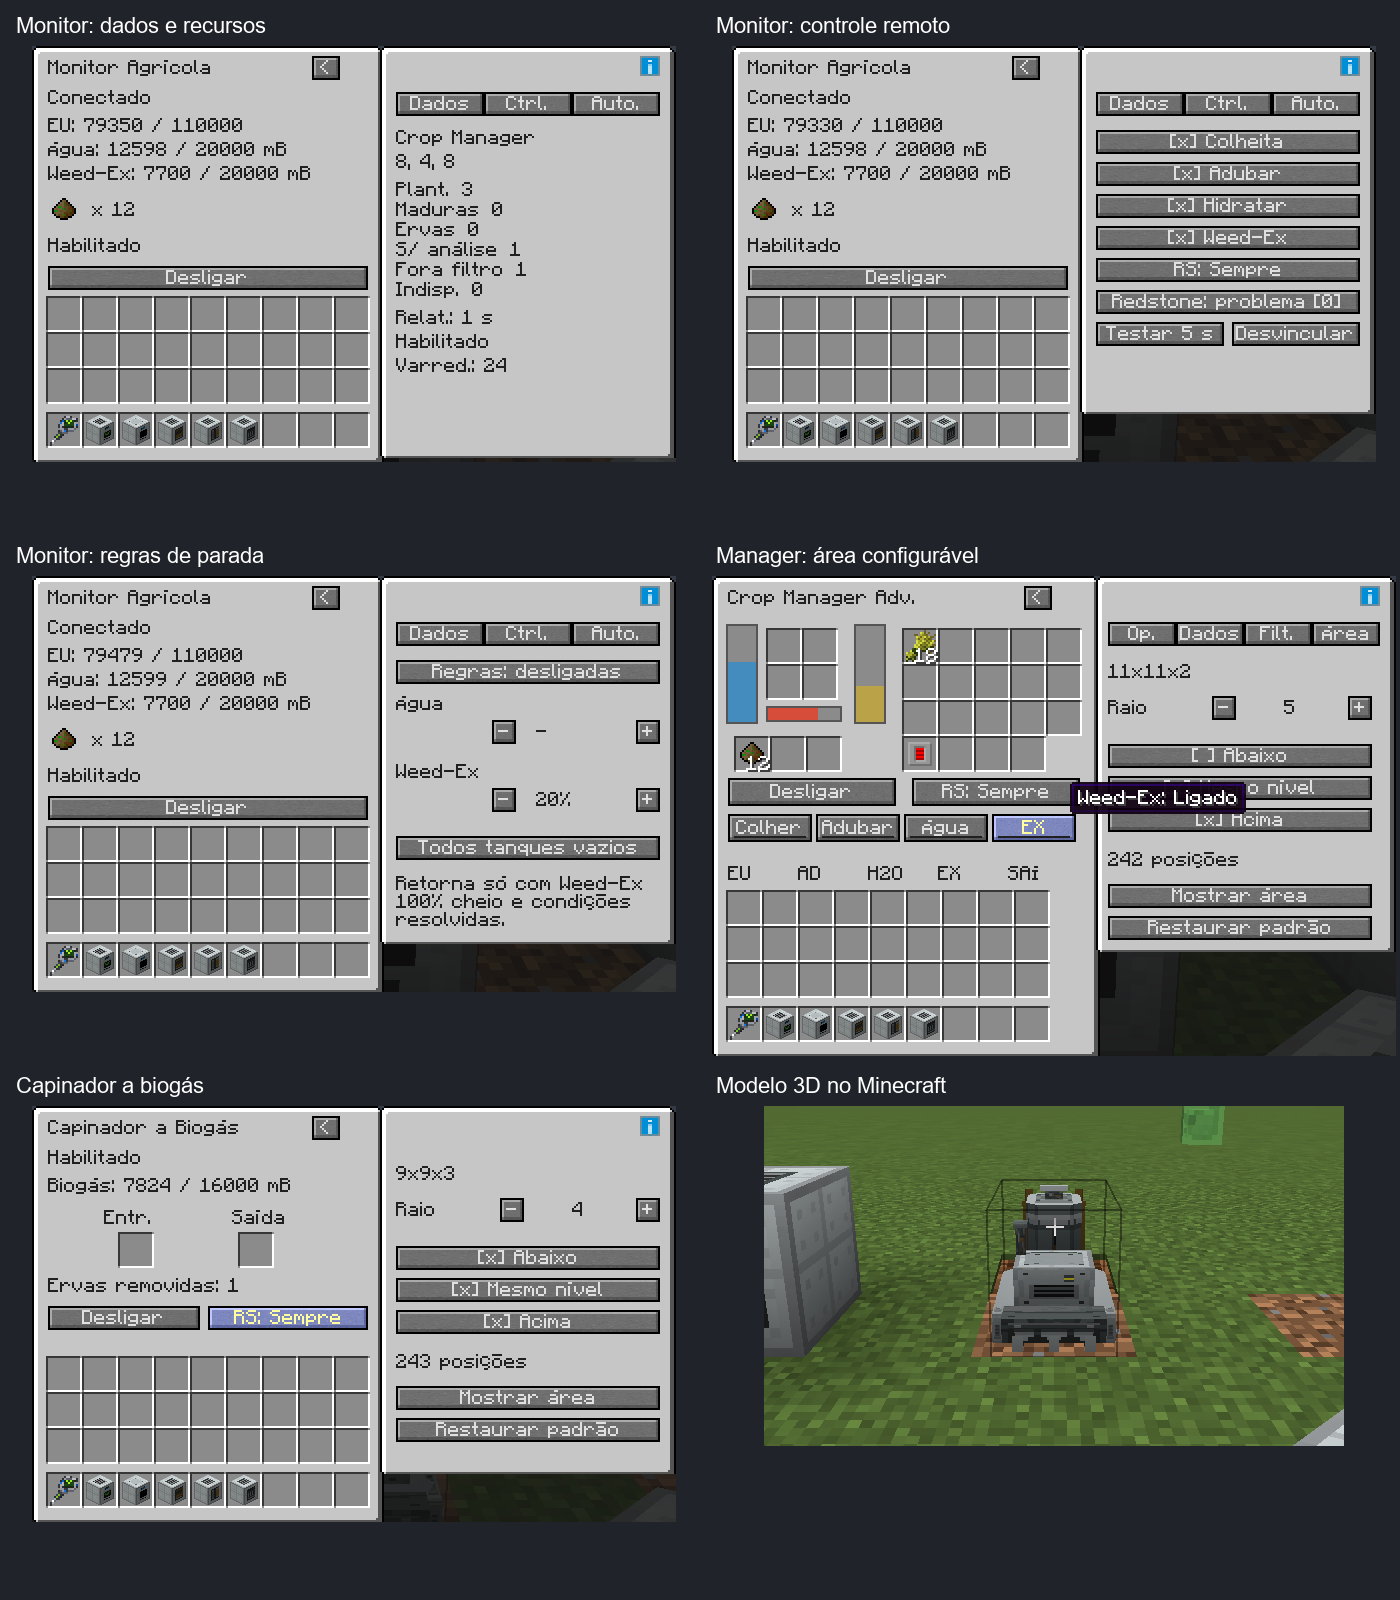 Monitor: dados e recursos
Monitor Agrícola
Conectado
EU: 79350 / 110000
Água: 12598 / 20000 mB
Weed-Ex: 7700 / 20000 mB
x 12
Habilitado
Desligar
i
Dados
Ctrl.
Auto.
Crop Manager
8, 4, 8
Plant. 3
Maduras 0
Ervas 0
S/ análise 1
Fora filtro 1
Indisp. 0
Relat.: 1 s
Habilitado
Varred.: 24
Monitor: controle remoto
Monitor Agrícola
Conectado
EU: 79330 / 110000
Água: 12598 / 20000 mB
Weed-Ex: 7700 / 20000 mB
x 12
Habilitado
Desligar
i
Dados
Ctrl.
Auto.
[x] Colheita
[x] Adubar
[x] Hidratar
[x] Weed-Ex
RS: Sempre
Redstone: problema [0]
Testar 5 s
Desvincular
Monitor: regras de parada
Monitor Agrícola
Conectado
EU: 79479 / 110000
Água: 12599 / 20000 mB
Weed-Ex: 7700 / 20000 mB
x 12
Habilitado
Desligar
i
Dados
Ctrl.
Auto.
Regras: desligadas
Água
- - +
Weed-Ex
- 20% +
Todos tanques vazios
Retorna só com Weed-Ex
100% cheio e condições
resolvidas.
Manager: área configurável
Crop Manager Adv.
18
12
Desligar
RS: Sempre
Colher
Adubar
Água
EX
EU
AD
H2O
EX
SAí
i
Op.
Dados
Filt.
Área
11x11x2
Raio - 5 +
[ ] Abaixo
o nível
Weed-Ex: Ligado
[x] Acima
242 posições
Mostrar área
Restaurar padrão
Capinador a biogás
Capinador a Biogás
Habilitado
Biogás: 7824 / 16000 mB
Entr.
Saída
Ervas removidas: 1
Desligar
RS: Sempre
i
9x9x3
Raio - 4 +
[x] Abaixo
[x] Mesmo nível
[x] Acima
243 posições
Mostrar área
Restaurar padrão
Modelo 3D no Minecraft